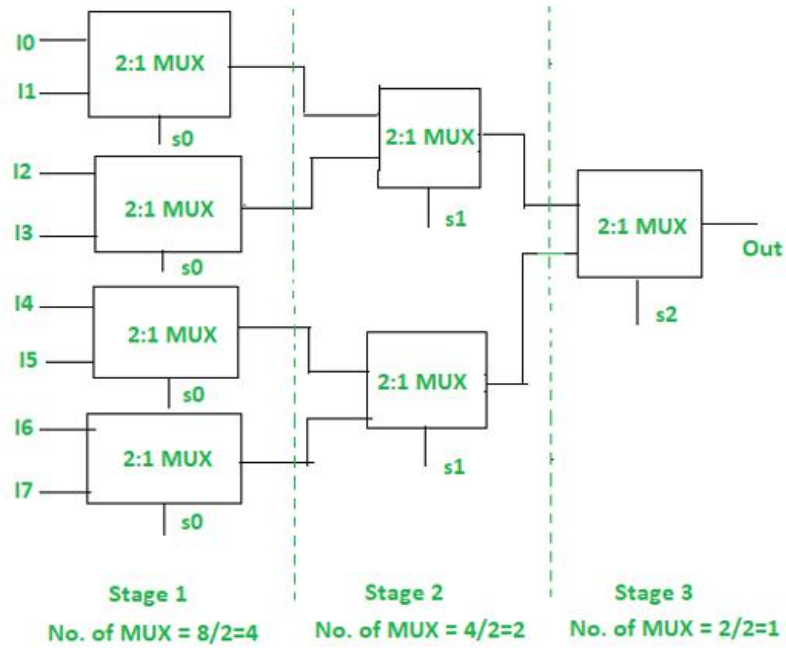 I0
2:1 MUX
I1
s0
2:1 MUX
s1
I2
2:1 MUX
I3
s0
2:1 MUX
Out
s2
I4
2:1 MUX
I5
s0
2:1 MUX
s1
I6
2:1 MUX
I7
s0
Stage 1
Stage 2
Stage 3
No. of MUX = 8/2=4
No. of MUX = 4/2=2
No. of MUX = 2/2=1